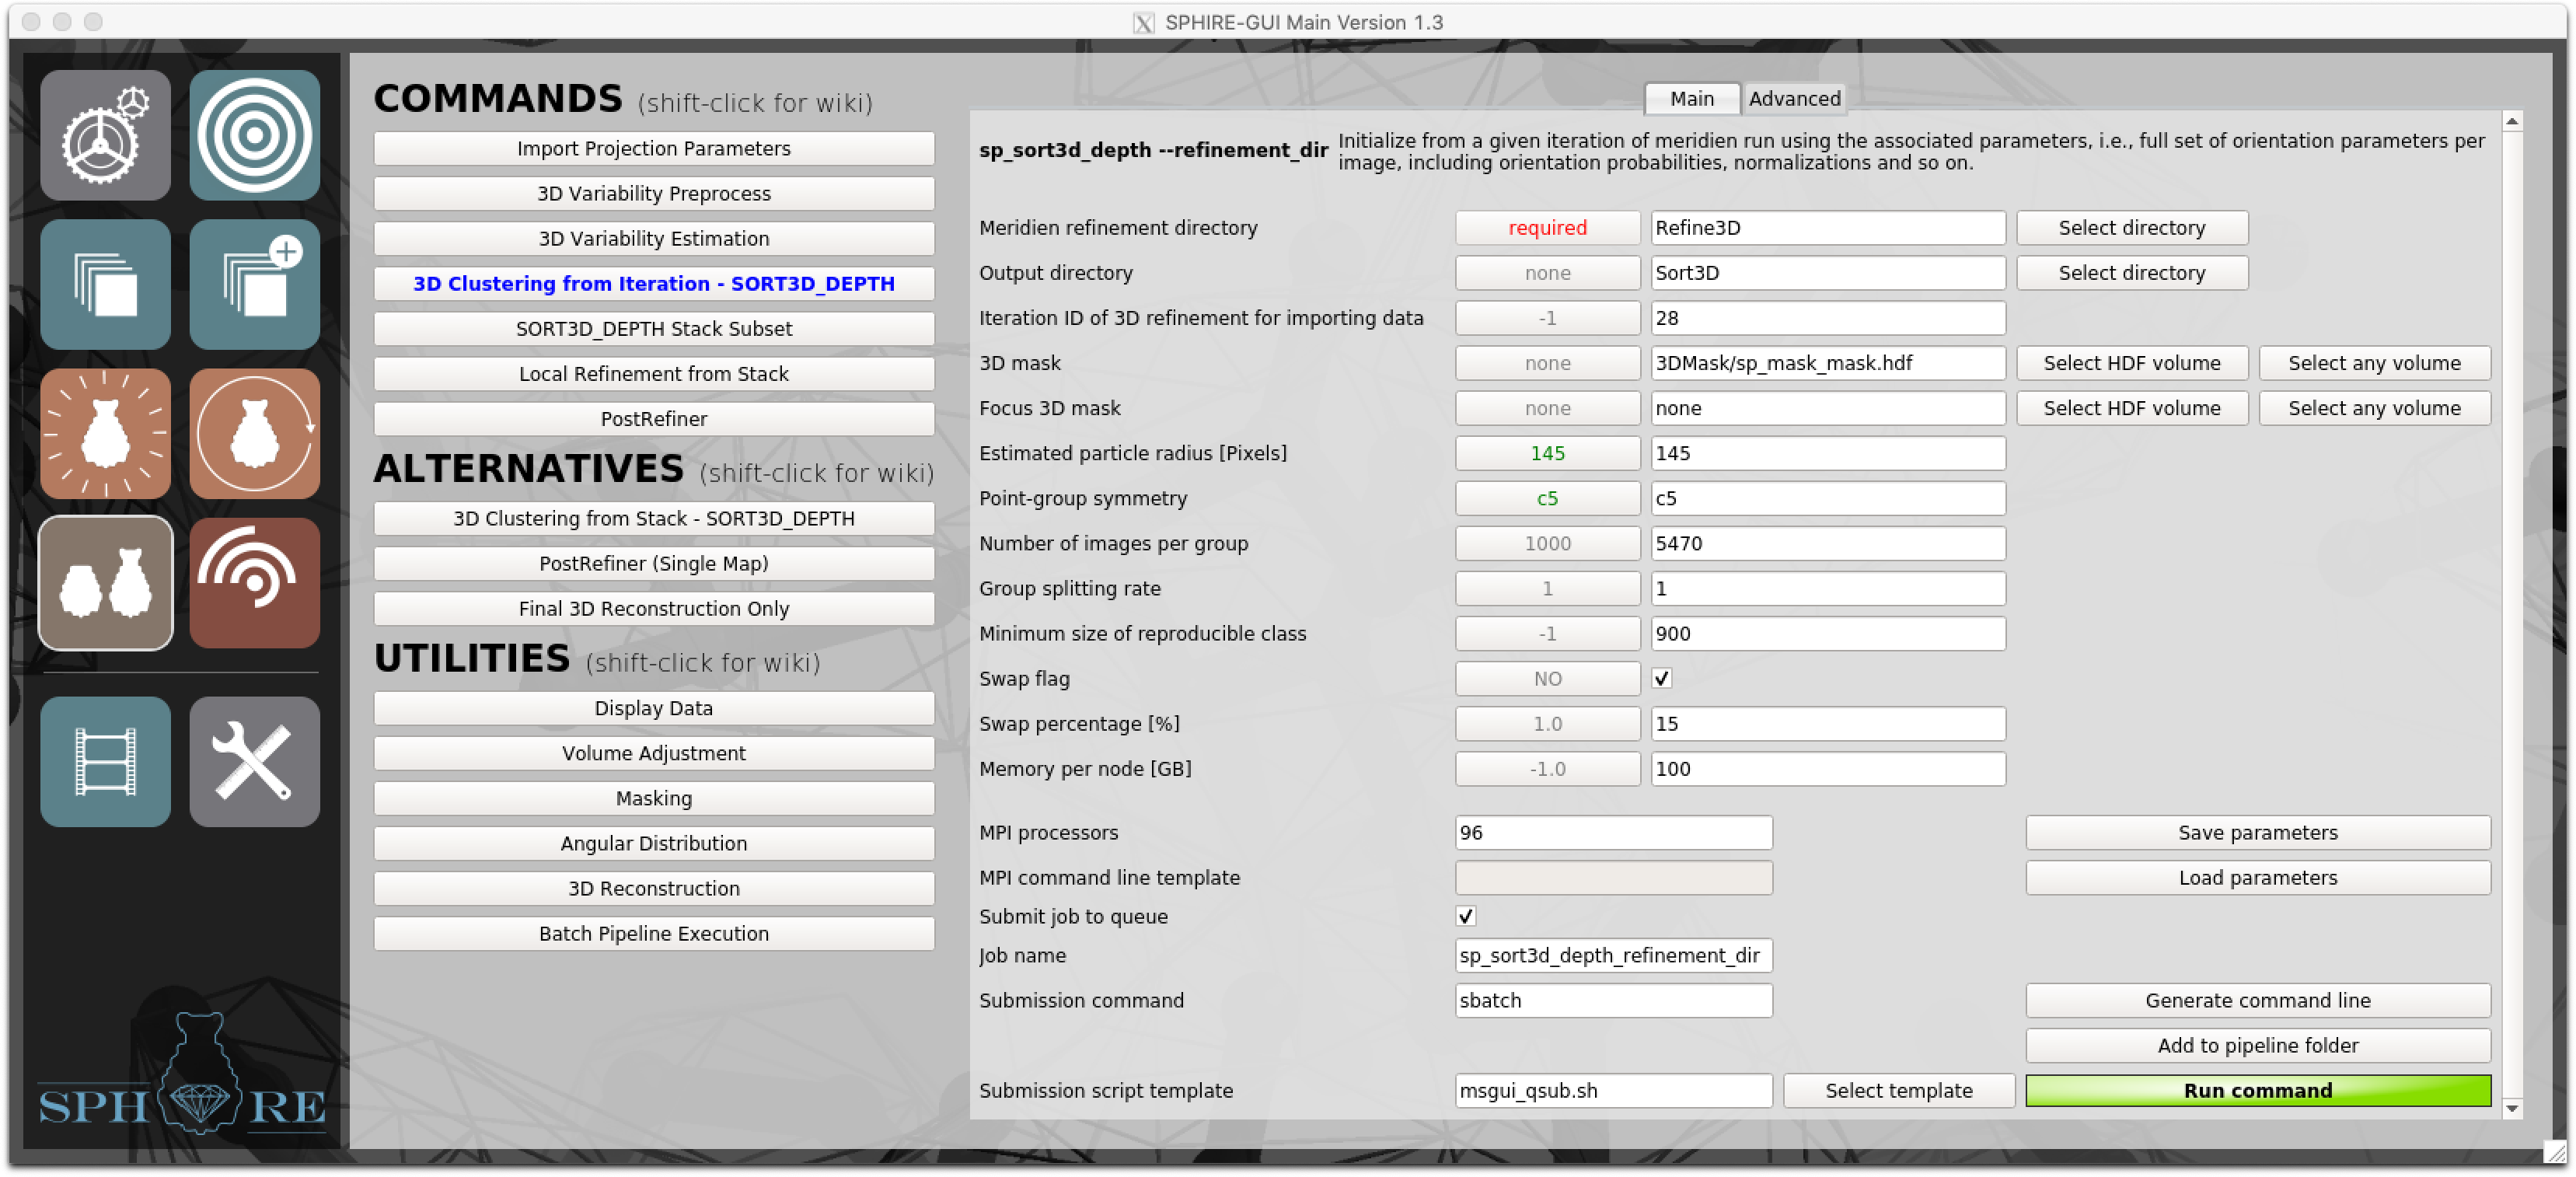 SPHIRE-GUI Main Version 1.3
COMMANDS (shift-click for wiki)
Import Projection Parameters
3D Variability Preprocess
3D Variability Estimation
3D Clustering from Iteration - SORT3D_DEPTH
SORT3D_DEPTH Stack Subset
Local Refinement from Stack
PostRefiner
ALTERNATIVES (shift-click for wiki)
3D Clustering from Stack - SORT3D_DEPTH
PostRefiner (Single Map)
Final 3D Reconstruction Only
UTILITIES (shift-click for wiki)
Display Data
Volume Adjustment
Masking
Angular Distribution
3D Reconstruction
Batch Pipeline Execution
SPH RE
Main Advanced
sp_sort3d_depth --refinement_dir Initialize from a given iteration of meridien run using the associated parameters, i.e., full set of orientation parameters per
image, including orientation probabilities, normalizations and so on.
Meridien refinement directory required Refine3D Select directory
Output directory none Sort3D Select directory
Iteration ID of 3D refinement for importing data -1 28
3D mask none 3DMask/sp_mask_mask.hdf Select HDF volume Select any volume
Focus 3D mask none none Select HDF volume Select any volume
Estimated particle radius [Pixels] 145 145
Point-group symmetry c5 c5
Number of images per group 1000 5470
Group splitting rate 1 1
Minimum size of reproducible class -1 900
Swap flag NO
Swap percentage [%] 1.0 15
Memory per node [GB] -1.0 100
MPI processors 96 Save parameters
MPI command line template Load parameters
Submit job to queue
Job name sp_sort3d_depth_refinement_dir
Submission command sbatch Generate command line
Add to pipeline folder
Submission script template msgui_qsub.sh Select template Run command